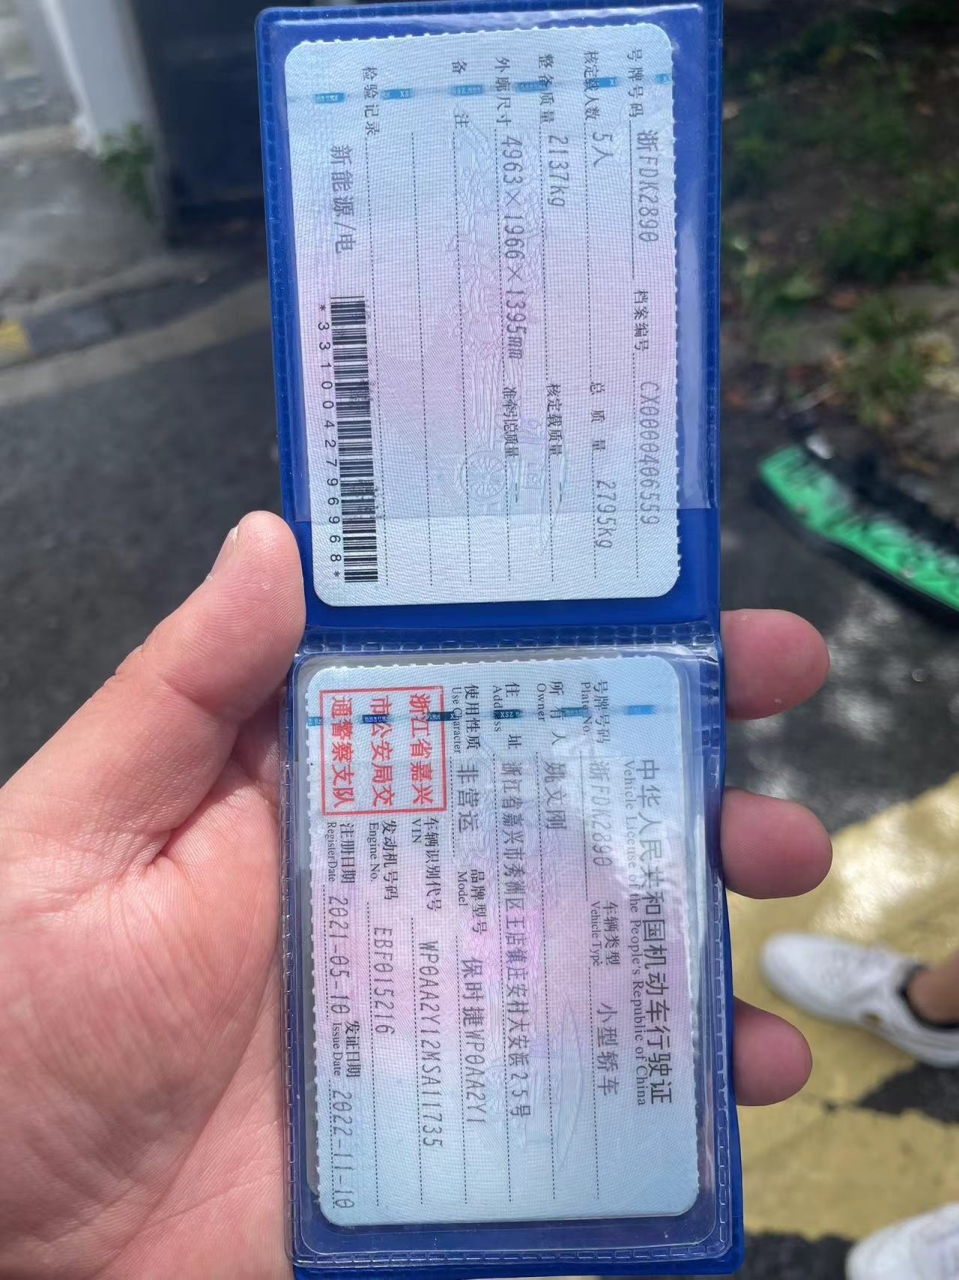 号牌号码 浙FDK2890 档案编号 CX0000406559
核定载人数 5人 总质量 2795kg
整备质量 2137kg 核定载质量
外廓尺寸 4963×1966×1395mm 准牵引总质量
备注
检验记录
新能源/电
*3310042796968*
中华人民共和国机动车行驶证
Vehicle License of the People's Republic of China
号牌号码 浙FDK2890 车辆类型 小型轿车
Plate No. Vehicle Type
所有人 姚文刚
Owner
住址 浙江省嘉兴市秀洲区王店镇庄安村大安浜25号
Address
使用性质 非营运 品牌型号 保时捷WP0AA2Y1
Use Character Model
浙江省嘉兴
市公安局交
通警察支队
车辆识别代号 WP0AA2Y12MSA11735
VIN
发动机号码 EBF015216
Engine No.
注册日期 2021-05-10 发证日期 2022-11-10
Register Date Issue Date